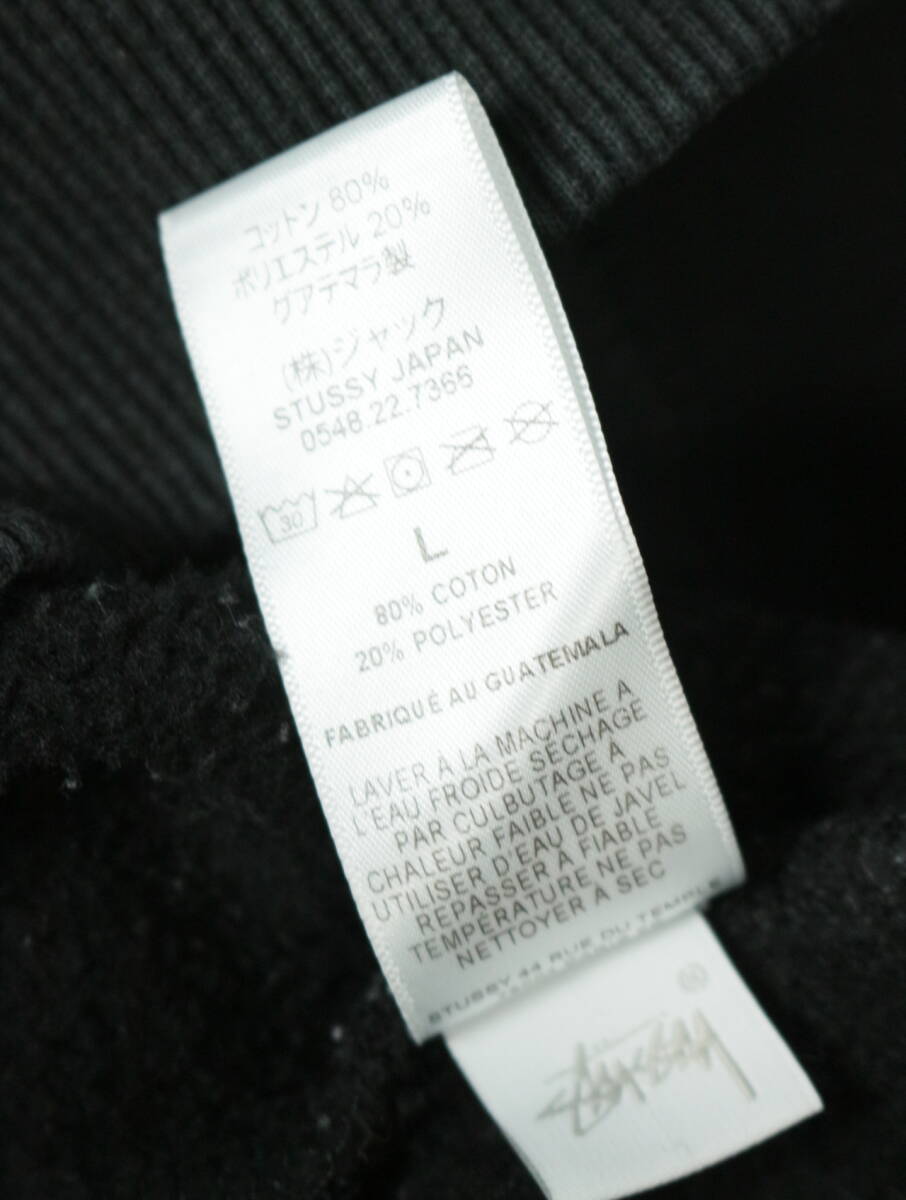 コットン 80%
ポリエステル 20%
グアテマラ製
(株)ジャック
STUSSY JAPAN
0548.22.7366
30
L
80% COTON
20% POLYESTER
FABRIQUÉ AU GUATEMALA
LAVER À LA MACHINE A
L'EAU FROIDE SÉCHAGE
PAR CULBUTAGE À
CHALEUR FAIBLE NE PAS
UTILISER D'EAU DE JAVEL
REPASSER A FIABLE
TEMPÉRATURE NE PAS
NETTOYER A SEC
STUSSY 44 RUE DU TEMPLE
Stüssy